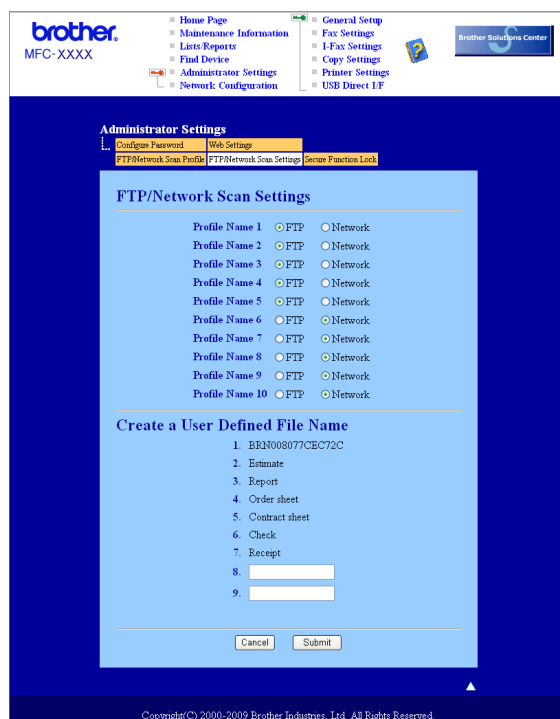 brother.
MFC-XXXX
Home Page
Maintenance Information
Lists/Reports
Find Device
Administrator Settings
Network Configuration
General Setup
Fax Settings
I-Fax Settings
Copy Settings
Printer Settings
USB Direct I/F
Brother Solutions Center
Administrator Settings
Configure Password Web Settings
FTP/Network Scan Profile FTP/Network Scan Settings Secure Function Lock
FTP/Network Scan Settings
Profile Name 1 FTP Network
Profile Name 2 FTP Network
Profile Name 3 FTP Network
Profile Name 4 FTP Network
Profile Name 5 FTP Network
Profile Name 6 FTP Network
Profile Name 7 FTP Network
Profile Name 8 FTP Network
Profile Name 9 FTP Network
Profile Name 10 FTP Network
Create a User Defined File Name
1. BRN008077CEC72C
2. Estimate
3. Report
4. Order sheet
5. Contract sheet
6. Check
7. Receipt
8.
9.
Cancel Submit
Copyright(C) 2000-2009 Brother Industries, Ltd. All Rights Reserved.